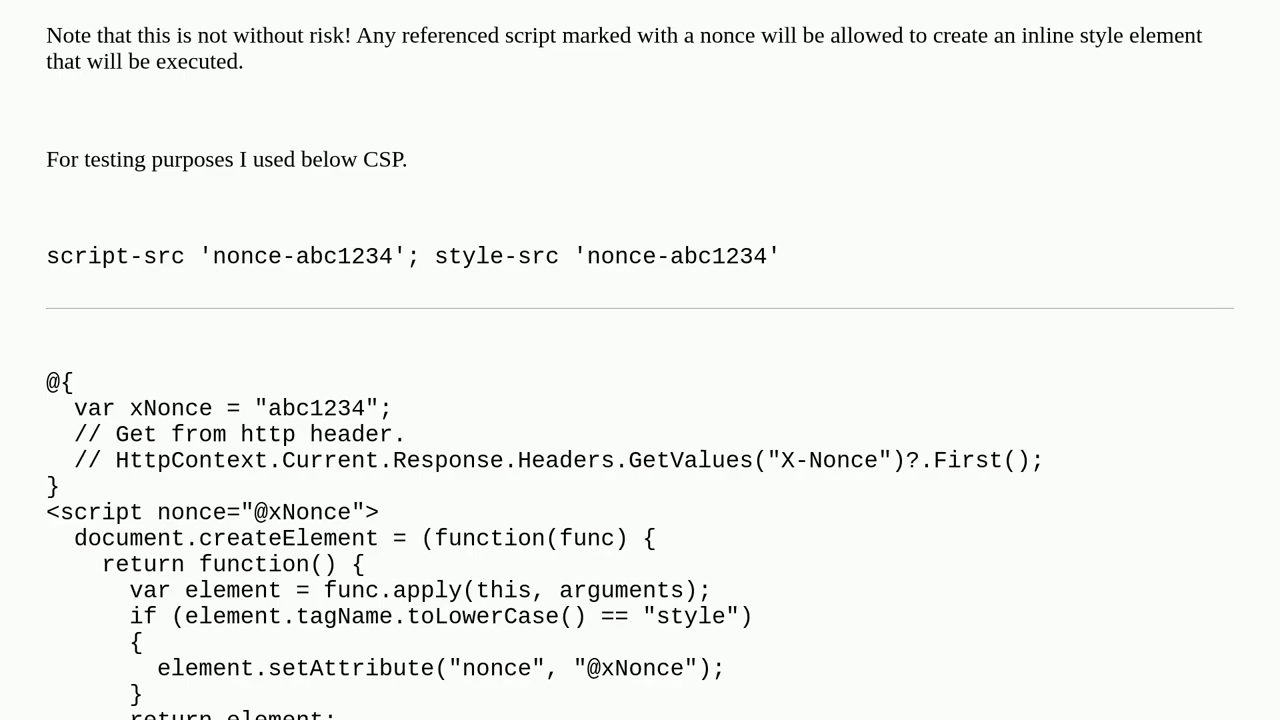 Note that this is not without risk! Any referenced script marked with a nonce will be allowed to create an inline style element
that will be executed.
For testing purposes I used below CSP.
script-src 'nonce-abc1234'; style-src 'nonce-abc1234'
@{
  var xNonce = "abc1234";
  // Get from http header.
  // HttpContext.Current.Response.Headers.GetValues("X-Nonce")?.First();
}
<script nonce="@xNonce">
  document.createElement = (function(func) {
    return function() {
      var element = func.apply(this, arguments);
      if (element.tagName.toLowerCase() == "style")
      {
        element.setAttribute("nonce", "@xNonce");
      }
      return element;